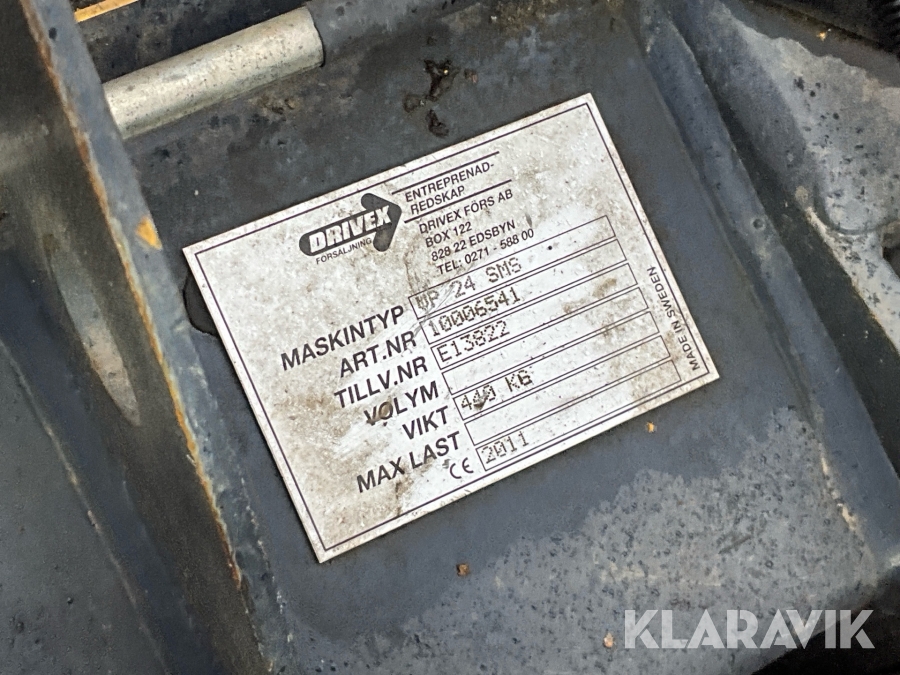 DRIVEX
FÖRSÄLJNING
ENTREPRENAD-
REDSKAP
DRIVEX FÖRS AB
BOX 122
828 22 EDSBYN
TEL: 0271 - 588 00
MASKINTYP WP 24 SMS
ART.NR 10006541
TILLV.NR E13822
VOLYM
VIKT 440 KG
MAX LAST
CE 2011
MADE IN SWEDEN
KLARAVIK